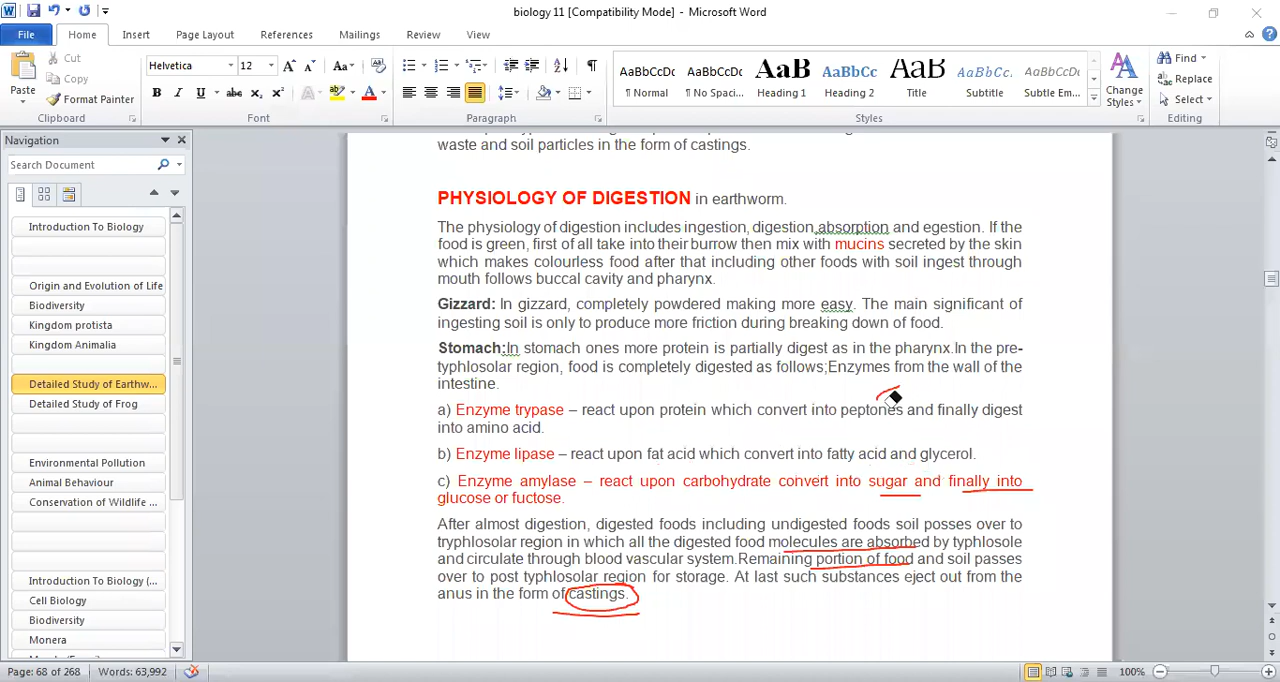 biology 11 [Compatibility Mode] - Microsoft Word
File Home Insert Page Layout References Mailings Review View
Paste Cut Copy Format Painter
Helvetica 12
AaBbCcDc AaBbCcDc AaB AaBbCc AaB AaBbCc. AaBbCcDc
¶ Normal ¶ No Spaci... Heading 1 Heading 2 Title Subtitle Subtle Em...
Change Styles
Find Replace Select
Clipboard Font Paragraph Styles Editing
Navigation
Search Document
Introduction To Biology
Origin and Evolution of Life
Biodiversity
Kingdom protista
Kingdom Animalia
Detailed Study of Earthw...
Detailed Study of Frog
Environmental Pollution
Animal Behaviour
Conservation of Wildlife ...
Introduction To Biology (...
Cell Biology
Biodiversity
Monera
waste and soil particles in the form of castings.
PHYSIOLOGY OF DIGESTION in earthworm.
The physiology of digestion includes ingestion, digestion,absorption and egestion. If the
food is green, first of all take into their burrow then mix with mucins secreted by the skin
which makes colourless food after that including other foods with soil ingest through
mouth follows buccal cavity and pharynx.
Gizzard: In gizzard, completely powdered making more easy. The main significant of
ingesting soil is only to produce more friction during breaking down of food.
Stomach:In stomach ones more protein is partially digest as in the pharynx.In the pre-
typhlosolar region, food is completely digested as follows;Enzymes from the wall of the
intestine.
a) Enzyme trypase – react upon protein which convert into peptones and finally digest
into amino acid.
b) Enzyme lipase – react upon fat acid which convert into fatty acid and glycerol.
c) Enzyme amylase – react upon carbohydrate convert into sugar and finally into
glucose or fuctose.
After almost digestion, digested foods including undigested foods soil posses over to
tryphlosolar region in which all the digested food molecules are absorbed by typhlosole
and circulate through blood vascular system.Remaining portion of food and soil passes
over to post typhlosolar region for storage. At last such substances eject out from the
anus in the form of castings.
Page: 68 of 268 Words: 63,992 100%